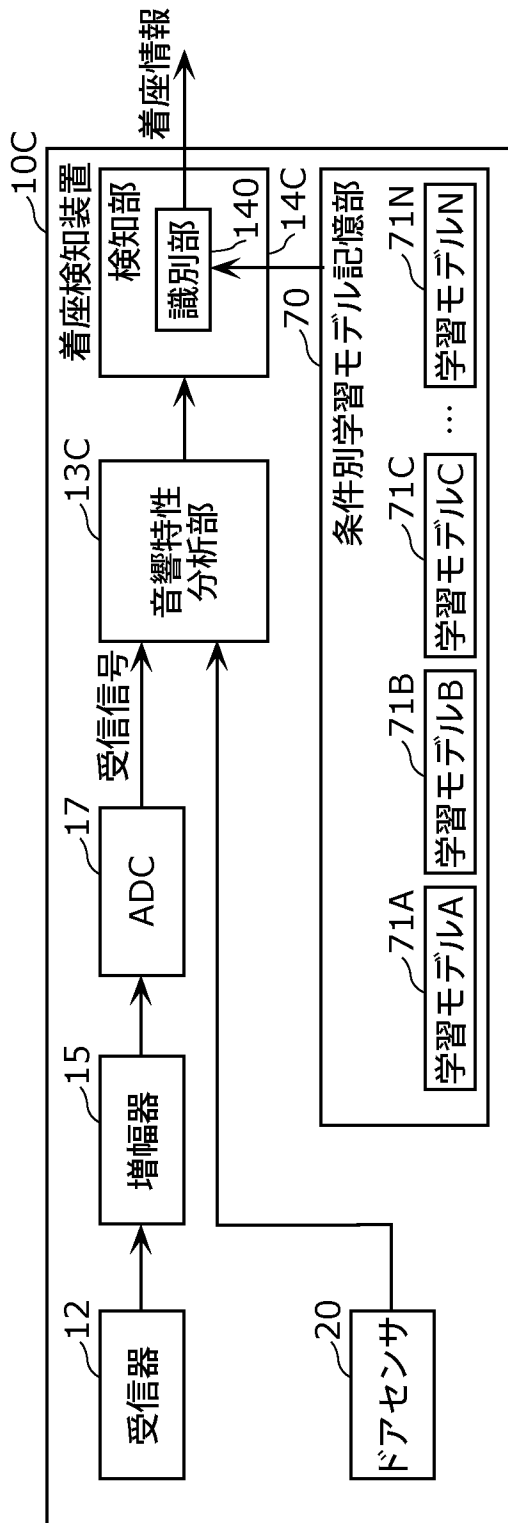 10C
着座検知装置
12
受信器
15
増幅器
17
ADC
受信信号
13C
音響特性
分析部
検知部
識別部
140
14C
着座情報
20
ドアセンサ
70
条件別学習モデル記憶部
71A
学習モデルA
71B
学習モデルB
71C
学習モデルC
…
71N
学習モデルN